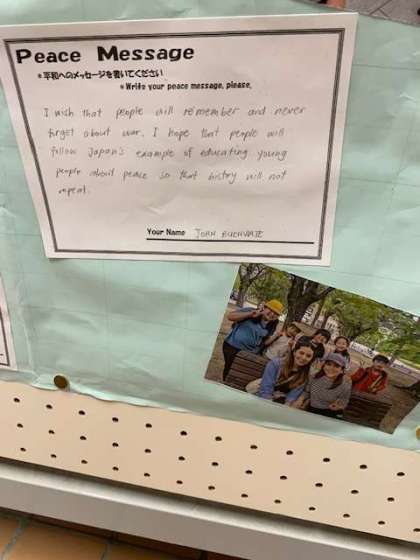 Peace Message
*平和へのメッセージを書いてください
*Write your peace message, please.
I wish that people will remember and never
forget about war. I hope that people will
follow Japan's example of educating young
people about peace so that history will not
repeat.
Your Name JOHN